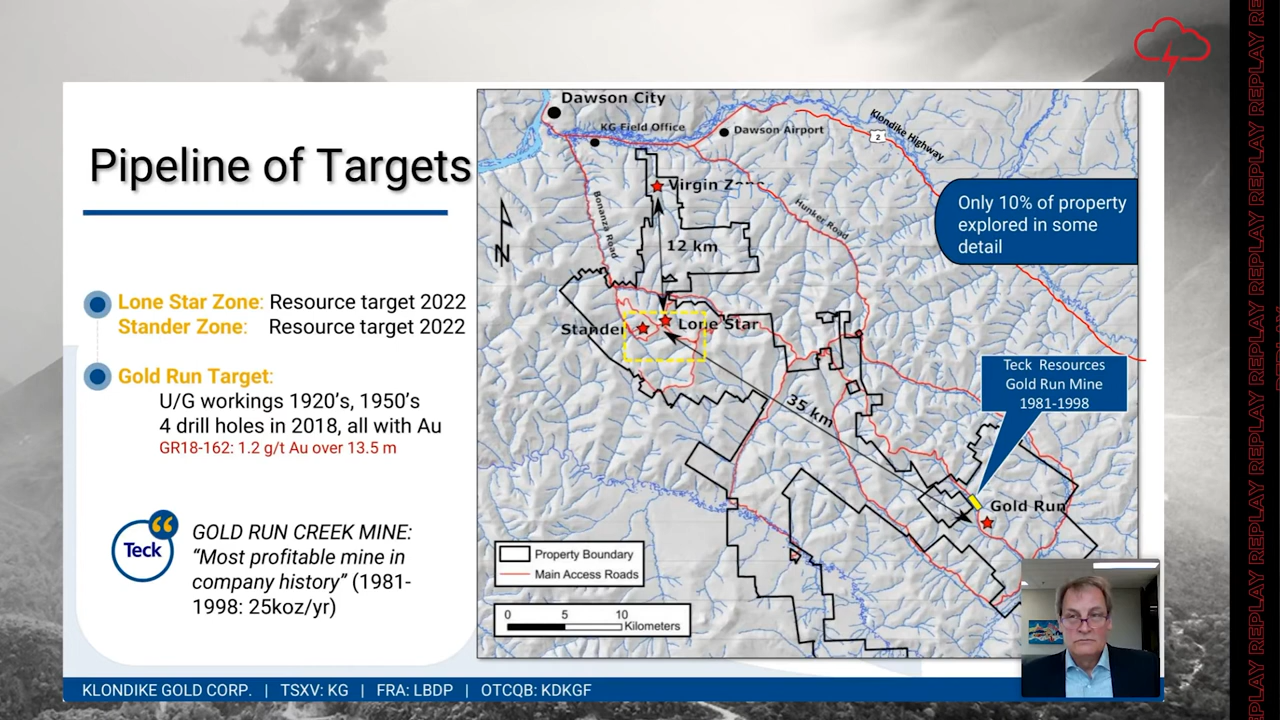 Pipeline of Targets
Lone Star Zone: Resource target 2022
Stander Zone: Resource target 2022
Gold Run Target:
U/G workings 1920's, 1950's
4 drill holes in 2018, all with Au
GR18-162: 1.2 g/t Au over 13.5 m
Teck
GOLD RUN CREEK MINE:
“Most profitable mine in
company history” (1981-
1998: 25koz/yr)
Dawson City
KG Field Office
Dawson Airport
Klondike Highway
2
Virgin
Bonanza Road
Hunker Road
N
12 km
Only 10% of property
explored in some
detail
Stander
Lone Star
35 km
Teck Resources
Gold Run Mine
1981-1998
Gold Run
Property Boundary
Main Access Roads
0 5 10
Kilometers
KLONDIKE GOLD CORP. | TSXV: KG | FRA: LBDP | OTCQB: KDKGF
REPLAY REPLAY REPLAY REPLAY REPLAY REPLAY REPLAY REPLAY